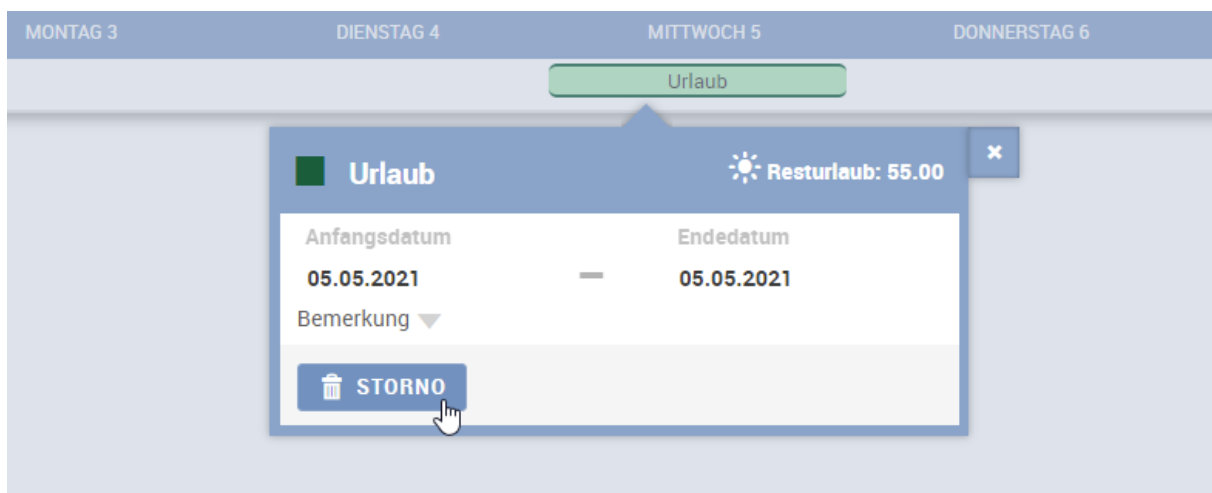 MONTAG 3 DIENSTAG 4 MITTWOCH 5 DONNERSTAG 6
Urlaub
Urlaub Resturlaub: 55.00
Anfangsdatum Endedatum
05.05.2021 – 05.05.2021
Bemerkung
STORNO